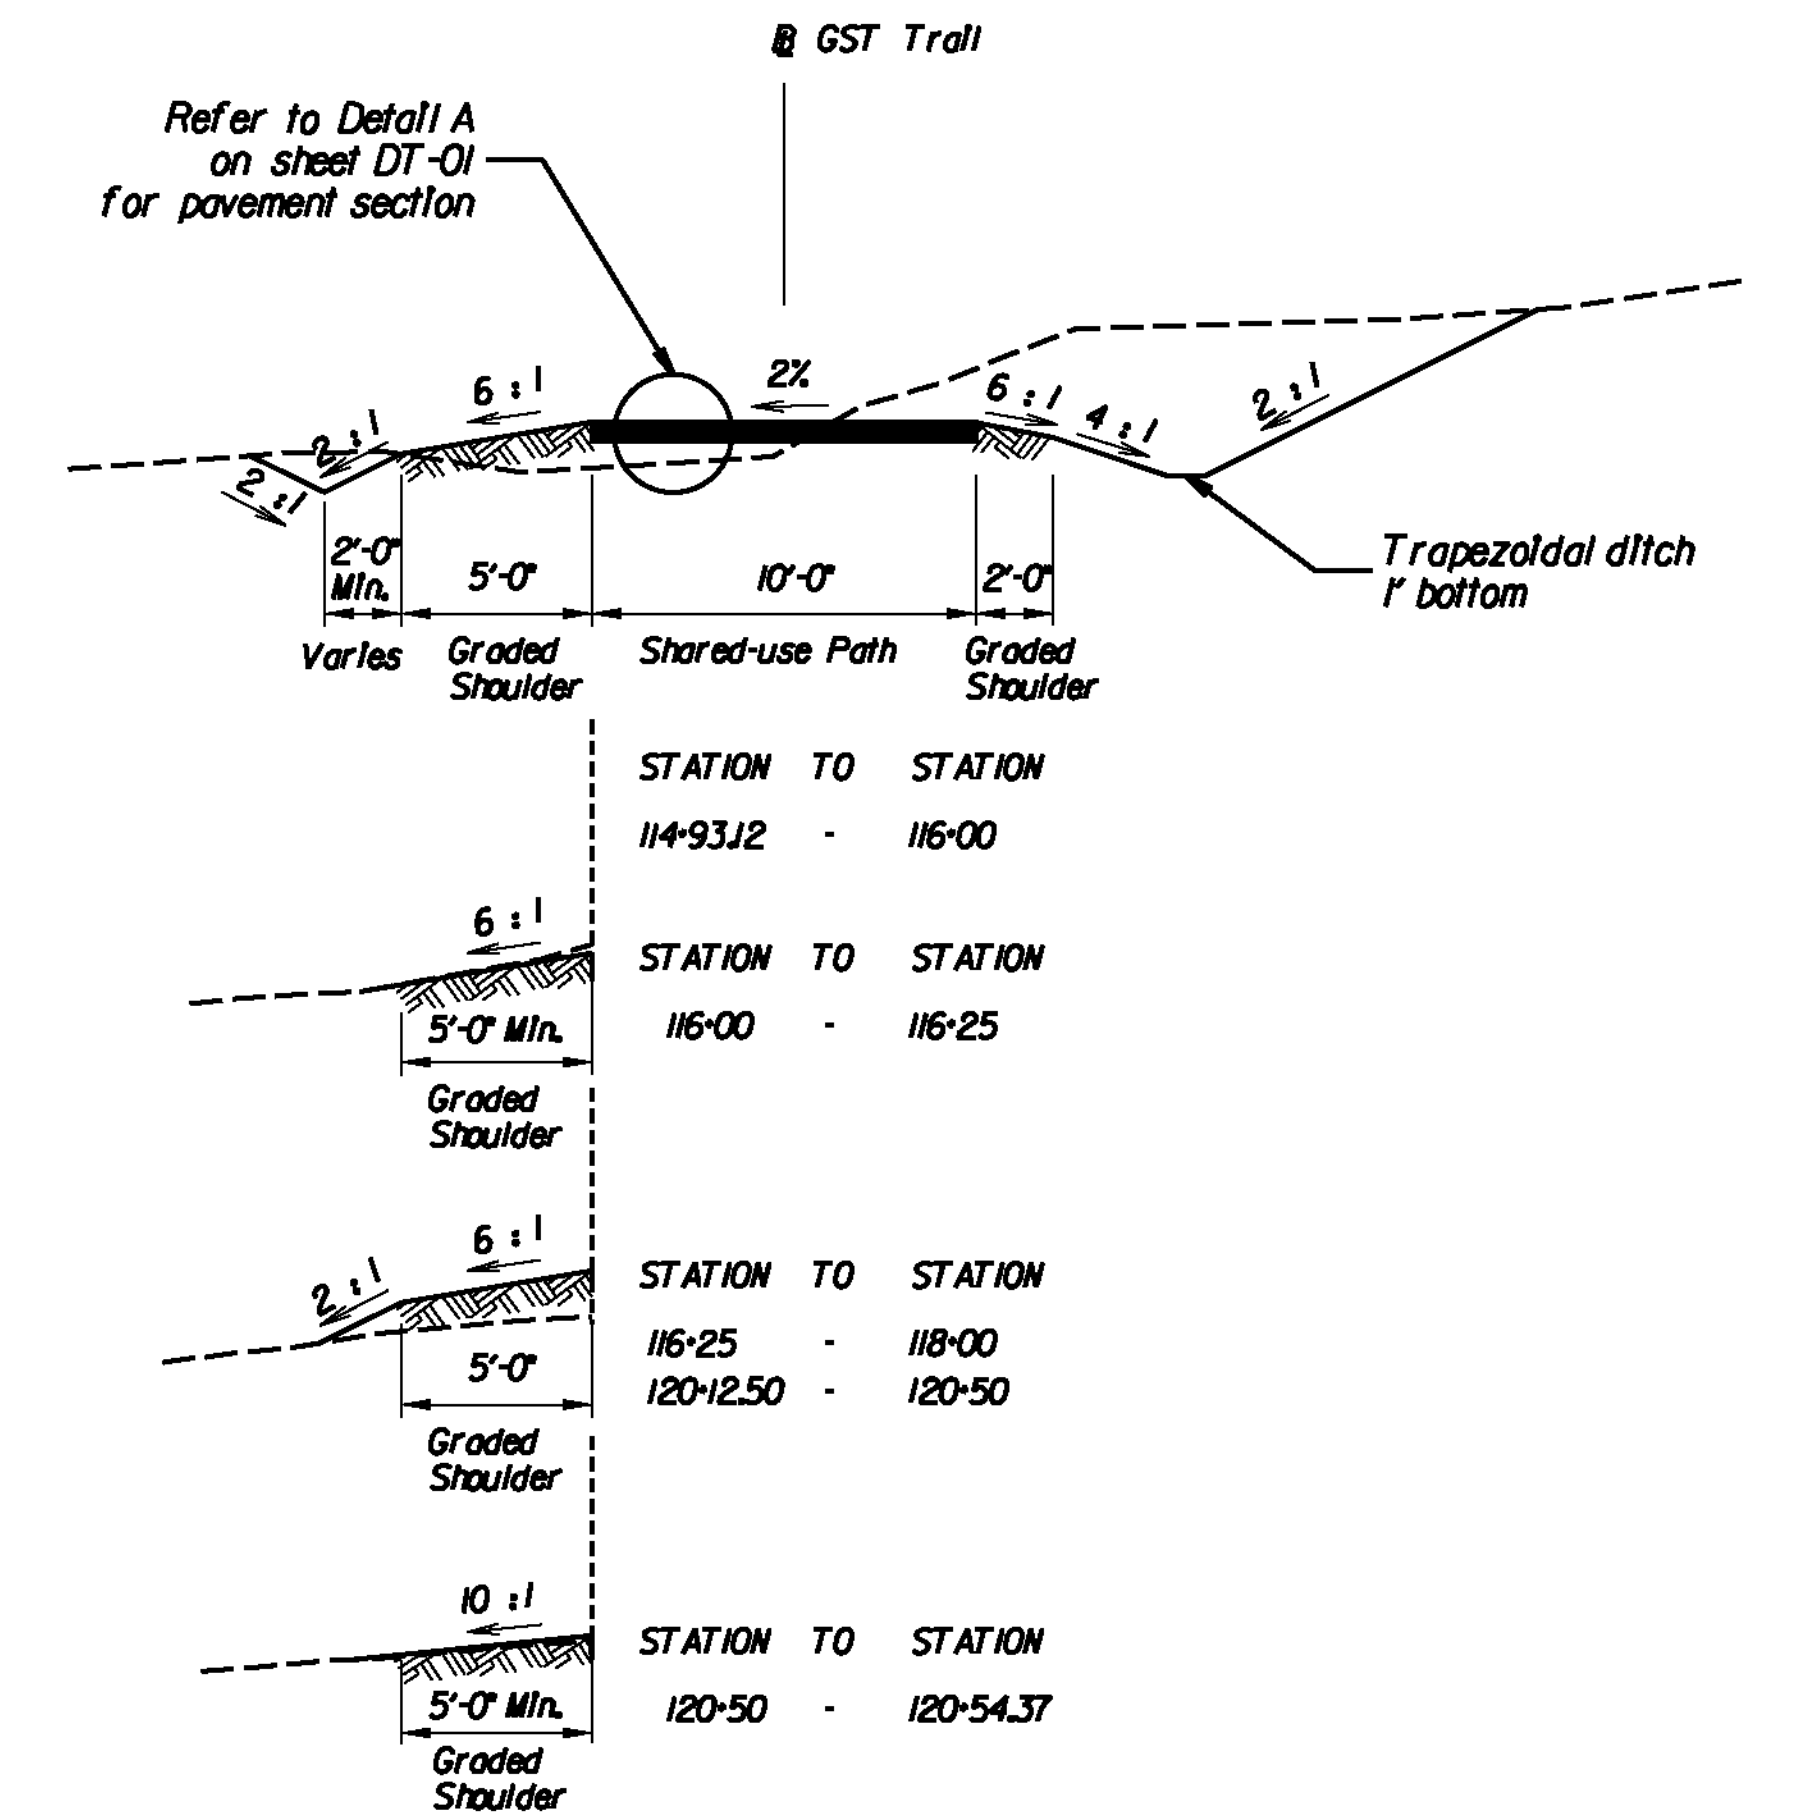 GST Trail
Refer to Detail A
on sheet DT-01
for pavement section
2%
6 : 1
6 : 1
4 : 1
2 : 1
2 : 1
2 : 1
2'-0"
Min.
5'-0"
10'-0"
2'-0"
Trapezoidal ditch
1' bottom
Varies
Graded
Shoulder
Shared-use Path
Graded
Shoulder
STATION TO STATION
114+93.12 - 116+00
6 : 1
STATION TO STATION
116+00 - 116+25
5'-0" Min.
Graded
Shoulder
6 : 1
2 : 1
STATION TO STATION
116+25 - 118+00
120+12.50 - 120+50
5'-0"
Graded
Shoulder
10 : 1
STATION TO STATION
120+50 - 120+54.37
5'-0" Min.
Graded
Shoulder